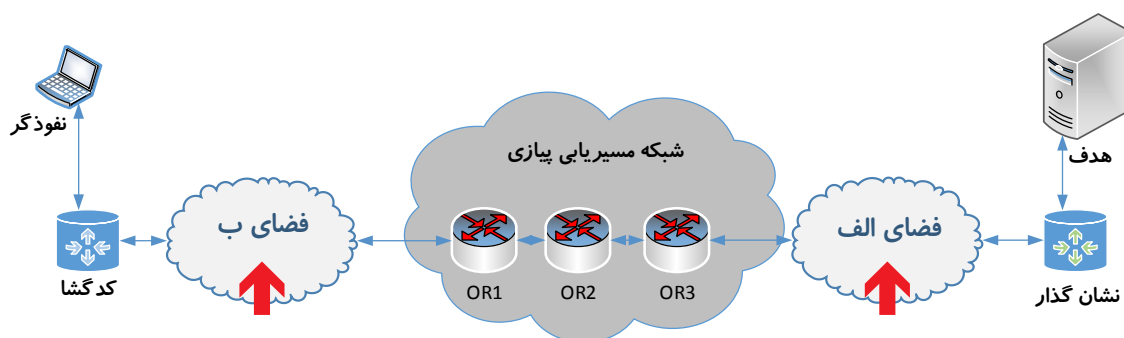 نفوذگر
هدف
شبکه مسیریابی پیازی
فضای ب
فضای الف
کدگشا
OR1
OR2
OR3
نشان گذار